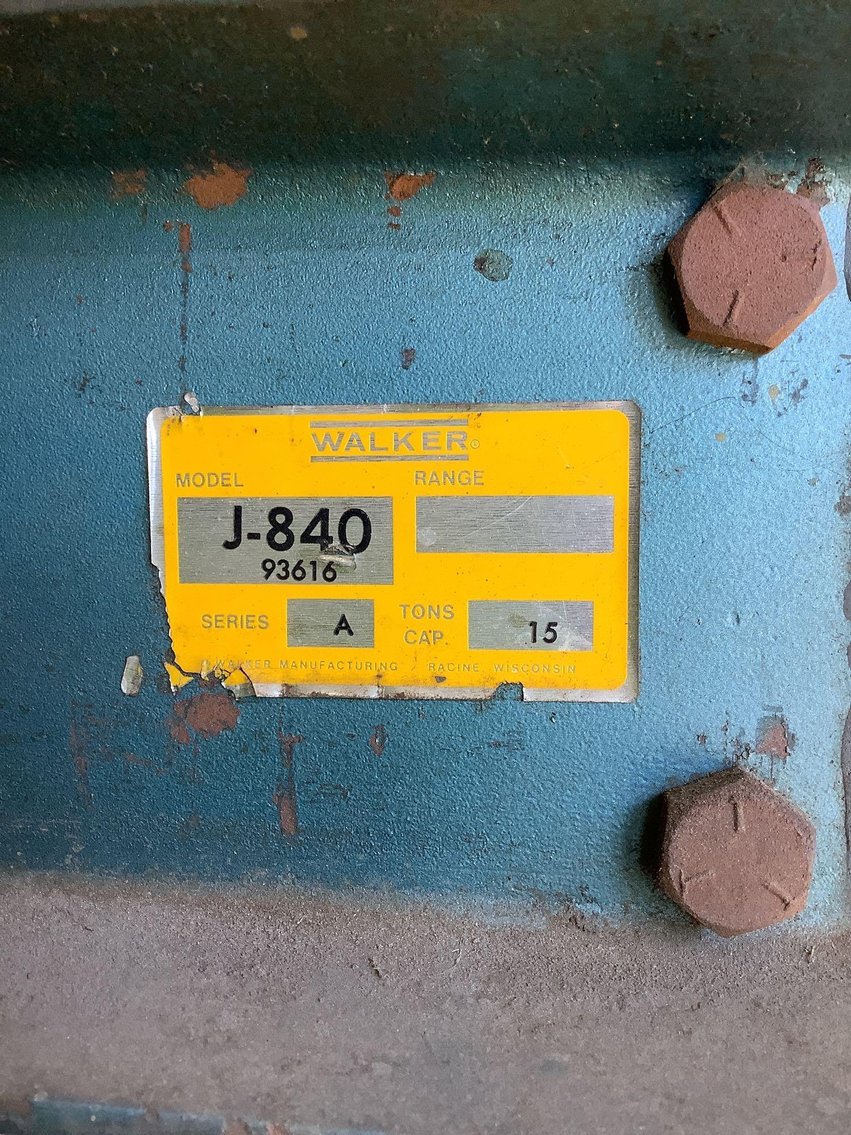 WALKER®
MODEL RANGE
J-840
93616
SERIES A TONS CAP. 15
WALKER MANUFACTURING RACINE, WISCONSIN